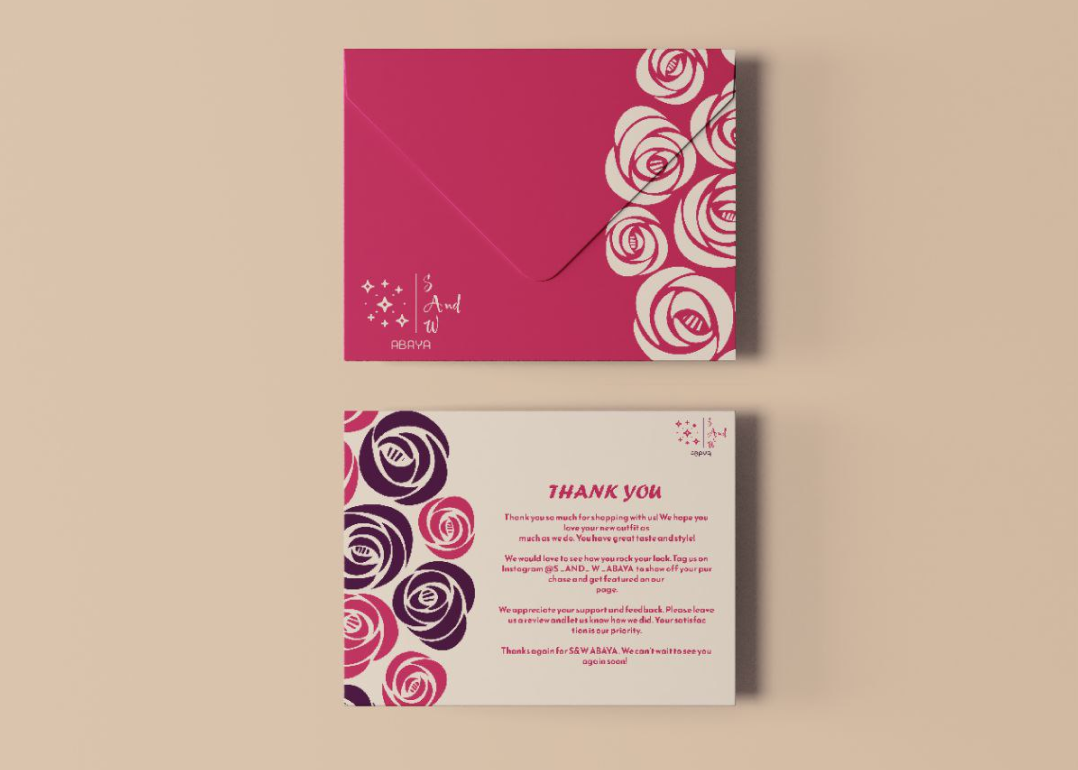 S
And
W
ABAYA
S
And
W
ABAYA
THANK YOU
Thank you so much for shopping with us! We hope you
love your new outfit as
much as we do. You have great taste and style!
We would love to see how you rock your look. Tag us on
Instagram @S_AND_W_ABAYA to show off your pur
chase and get featured on our
page.
We appreciate your support and feedback. Please leave
us a review and let us know how we did. Your satisfac
tion is our priority.
Thanks again for S&W ABAYA. We can't wait to see you
again soon!